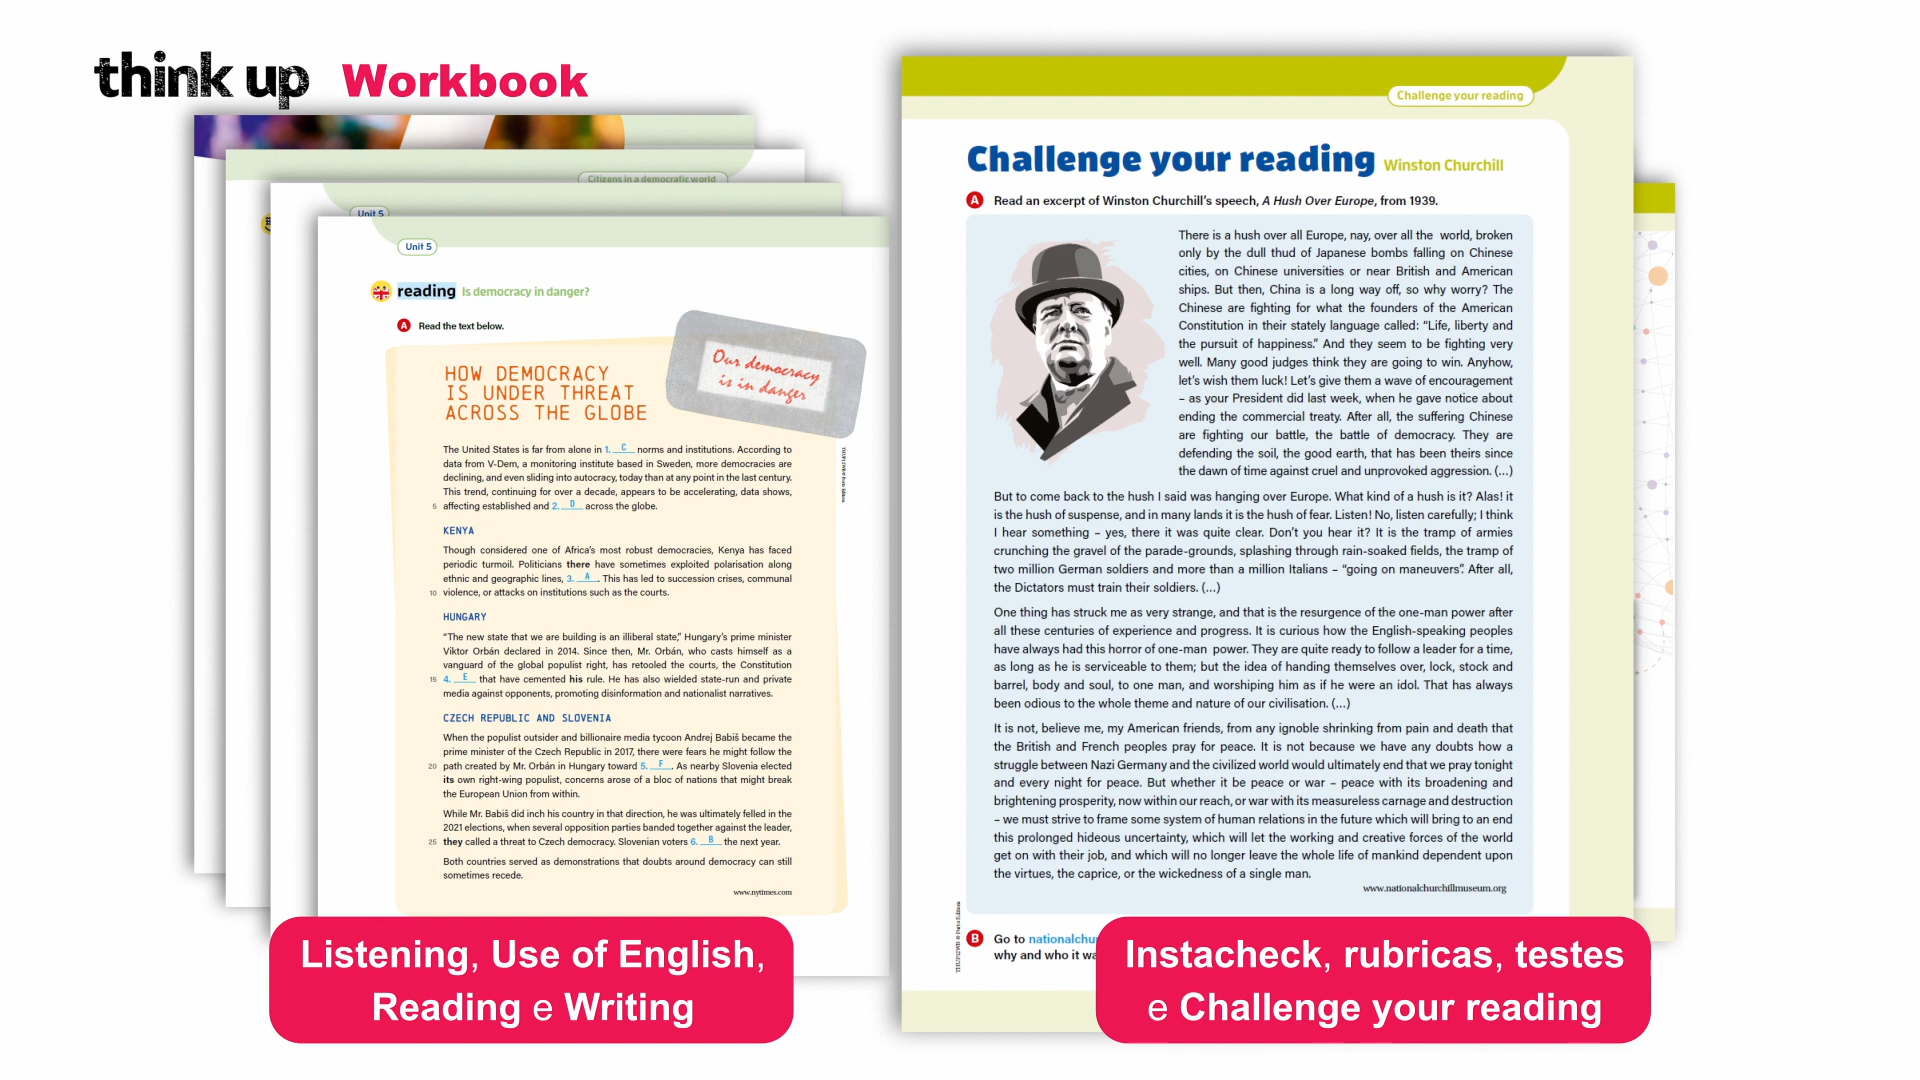 think up Workbook
Citizens in a democratic world
Unit 5
Unit 5
reading Is democracy in danger?
A Read the text below.
Our democracy
is in danger
HOW DEMOCRACY
IS UNDER THREAT
ACROSS THE GLOBE
The United States is far from alone in 1. C norms and institutions. According to
data from V-Dem, a monitoring institute based in Sweden, more democracies are
declining, and even sliding into autocracy, today than at any point in the last century.
This trend, continuing for over a decade, appears to be accelerating, data shows,
5 affecting established and 2. D across the globe.
KENYA
Though considered one of Africa's most robust democracies, Kenya has faced
periodic turmoil. Politicians there have sometimes exploited polarisation along
ethnic and geographic lines, 3. A. This has led to succession crises, communal
10 violence, or attacks on institutions such as the courts.
HUNGARY
“The new state that we are building is an illiberal state,” Hungary's prime minister
Viktor Orbán declared in 2014. Since then, Mr. Orbán, who casts himself as a
vanguard of the global populist right, has retooled the courts, the Constitution
15 4. E that have cemented his rule. He has also wielded state-run and private
media against opponents, promoting disinformation and nationalist narratives.
CZECH REPUBLIC AND SLOVENIA
When the populist outsider and billionaire media tycoon Andrej Babiš became the
prime minister of the Czech Republic in 2017, there were fears he might follow the
20 path created by Mr. Orbán in Hungary toward 5. F. As nearby Slovenia elected
its own right-wing populist, concerns arose of a bloc of nations that might break
the European Union from within.
While Mr. Babiš did inch his country in that direction, he was ultimately felled in the
2021 elections, when several opposition parties banded together against the leader,
25 they called a threat to Czech democracy. Slovenian voters 6. B the next year.
Both countries served as demonstrations that doubts around democracy can still
sometimes recede.
www.nytimes.com
Listening, Use of English,
Reading e Writing
Challenge your reading
Challenge your reading Winston Churchill
A Read an excerpt of Winston Churchill's speech, A Hush Over Europe, from 1939.
There is a hush over all Europe, nay, over all the world, broken
only by the dull thud of Japanese bombs falling on Chinese
cities, on Chinese universities or near British and American
ships. But then, China is a long way off, so why worry? The
Chinese are fighting for what the founders of the American
Constitution in their stately language called: “Life, liberty and
the pursuit of happiness.” And they seem to be fighting very
well. Many good judges think they are going to win. Anyhow,
let's wish them luck! Let's give them a wave of encouragement
– as your President did last week, when he gave notice about
ending the commercial treaty. After all, the suffering Chinese
are fighting our battle, the battle of democracy. They are
defending the soil, the good earth, that has been theirs since
the dawn of time against cruel and unprovoked aggression. (...)
But to come back to the hush I said was hanging over Europe. What kind of a hush is it? Alas! it
is the hush of suspense, and in many lands it is the hush of fear. Listen! No, listen carefully; I think
I hear something – yes, there it was quite clear. Don't you hear it? It is the tramp of armies
crunching the gravel of the parade-grounds, splashing through rain-soaked fields, the tramp of
two million German soldiers and more than a million Italians – “going on maneuvers”. After all,
the Dictators must train their soldiers. (...)
One thing has struck me as very strange, and that is the resurgence of the one-man power after
all these centuries of experience and progress. It is curious how the English-speaking peoples
have always had this horror of one-man power. They are quite ready to follow a leader for a time,
as long as he is serviceable to them; but the idea of handing themselves over, lock, stock and
barrel, body and soul, to one man, and worshiping him as if he were an idol. That has always
been odious to the whole theme and nature of our civilisation. (...)
It is not, believe me, my American friends, from any ignoble shrinking from pain and death that
the British and French peoples pray for peace. It is not because we have any doubts how a
struggle between Nazi Germany and the civilized world would ultimately end that we pray tonight
and every night for peace. But whether it be peace or war – peace with its broadening and
brightening prosperity, now within our reach, or war with its measureless carnage and destruction
– we must strive to frame some system of human relations in the future which will bring to an end
this prolonged hideous uncertainty, which will let the working and creative forces of the world
get on with their job, and which will no longer leave the whole life of mankind dependent upon
the virtues, the caprice, or the wickedness of a single man.
www.nationalchurchillmuseum.org
B Go to nationalchu
why and who it wa
Instacheck, rubricas, testes
e Challenge your reading